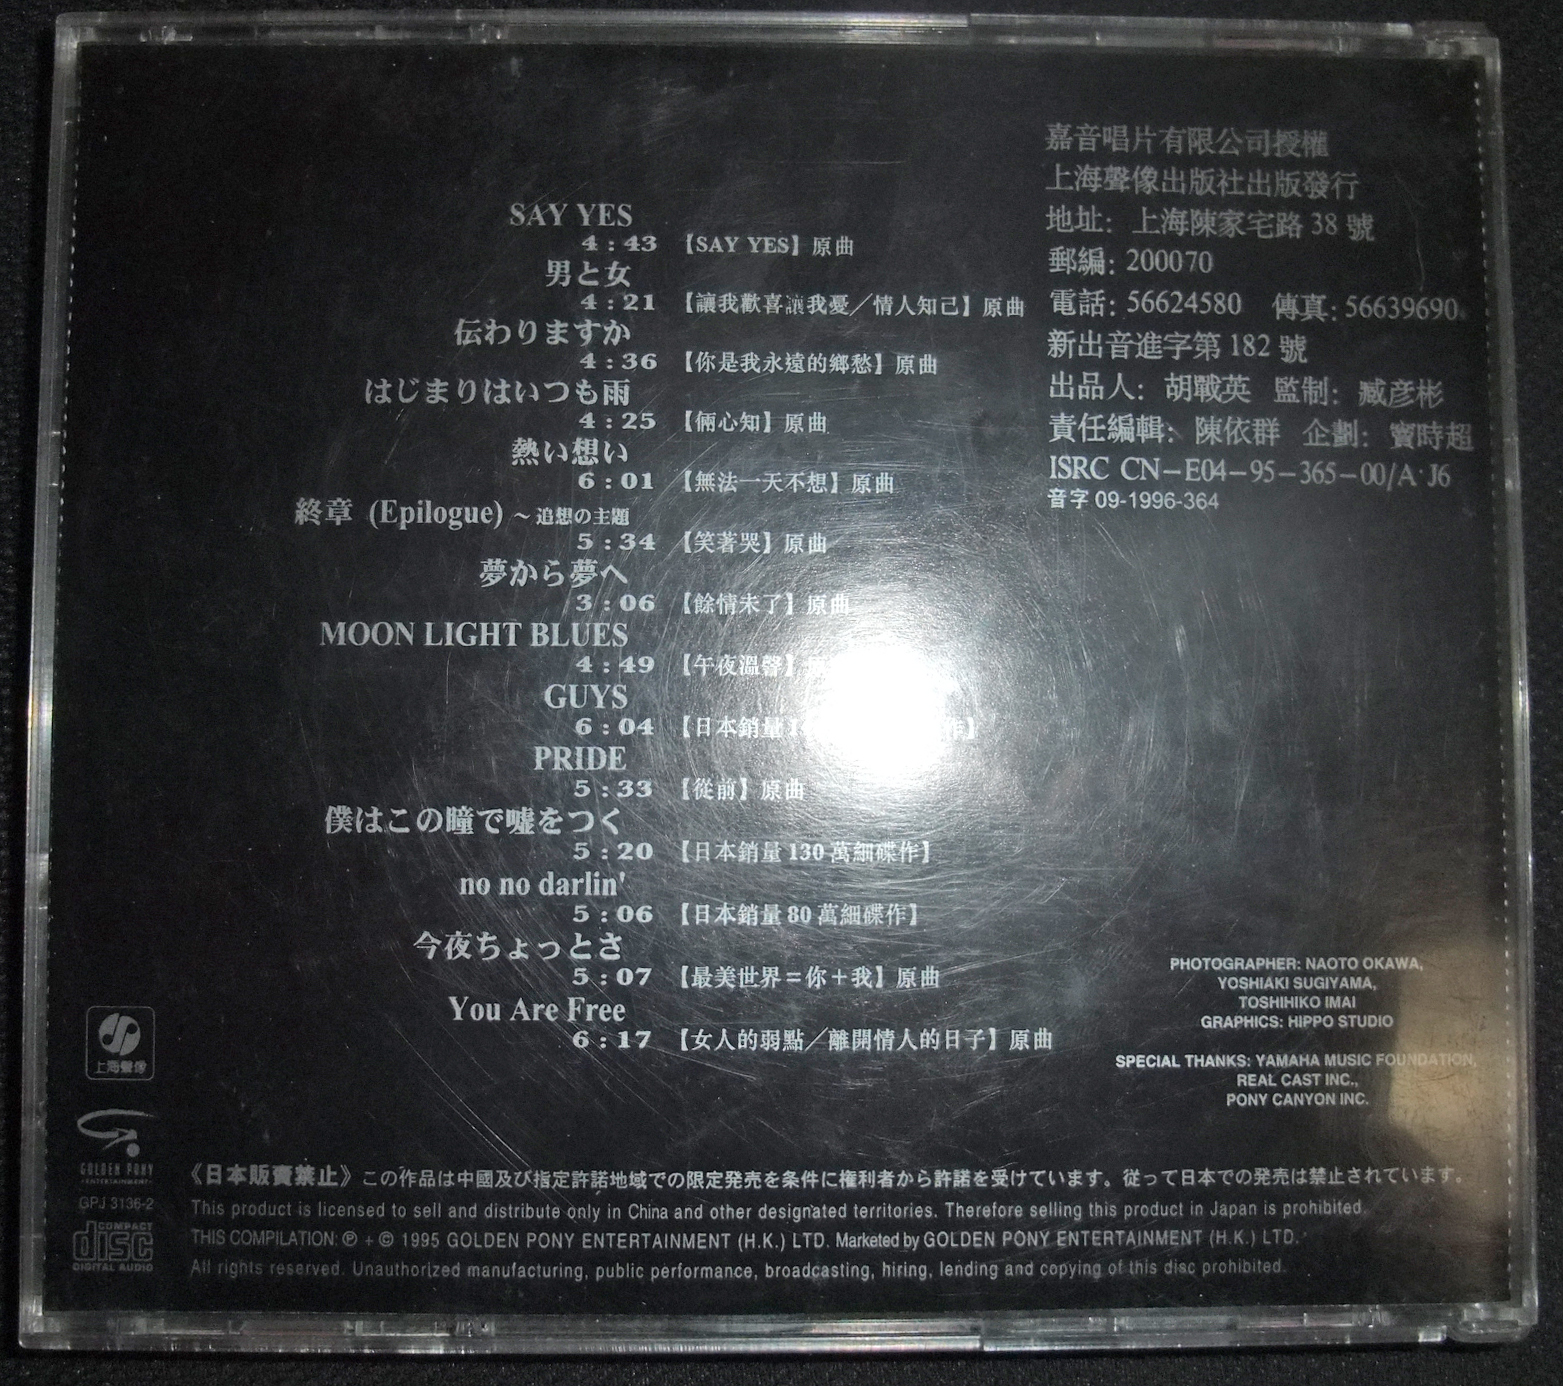 SAY YES
4：43 【SAY YES】原曲
男と女
4：21 【讓我歡喜讓我憂／情人知己】原曲
伝わりますか
4：36 【你是我永遠的鄉愁】原曲
はじまりはいつも雨
4：25 【倆心知】原曲
熱い想い
6：01 【無法一天不想】原曲
終章 (Epilogue) ～追想の主題
5：34 【笑著哭】原曲
夢から夢へ
3：06 【餘情未了】原曲
MOON LIGHT BLUES
4：49 【午夜溫馨】
GUYS
6：04 【日本銷量
PRIDE
5：33 【從前】原曲
僕はこの瞳で嘘をつく
5：20 【日本銷量 130 萬細碟作】
no no darlin'
5：06 【日本銷量 80 萬細碟作】
今夜ちょっとさ
5：07 【最美世界＝你＋我】原曲
You Are Free
6：17 【女人的弱點／離開情人的日子】原曲
嘉音唱片有限公司授權
上海聲像出版社出版發行
地址：上海陳家宅路 38 號
郵編：200070
電話：56624580 傳真：56639690。
新出音進字第 182 號
出品人：胡戰英 監制：臧彦彬
責任編輯：陳依群 企劃：竇時超
ISRC CN－E04－95－365－00/A·J6
音字 09-1996-364
PHOTOGRAPHER: NAOTO OKAWA,
YOSHIAKI SUGIYAMA,
TOSHIHIKO IMAI
GRAPHICS: HIPPO STUDIO
SPECIAL THANKS: YAMAHA MUSIC FOUNDATION,
REAL CAST INC.,
PONY CANYON INC.
上海聲像
GOLDEN PONY
ENTERTAINMENT
GPJ 3136-2
COMPACT
disc
DIGITAL AUDIO
《日本販賣禁止》この作品は中國及び指定許諾地域での限定発売を条件に権利者から許諾を受けています。従って日本での発売は禁止されています。
This product is licensed to sell and distribute only in China and other designated territories. Therefore selling this product in Japan is prohibited.
THIS COMPILATION: ℗ + © 1995 GOLDEN PONY ENTERTAINMENT (H.K.) LTD. Marketed by GOLDEN PONY ENTERTAINMENT (H.K.) LTD.
All rights reserved. Unauthorized manufacturing, public performance, broadcasting, hiring, lending and copying of this disc prohibited.